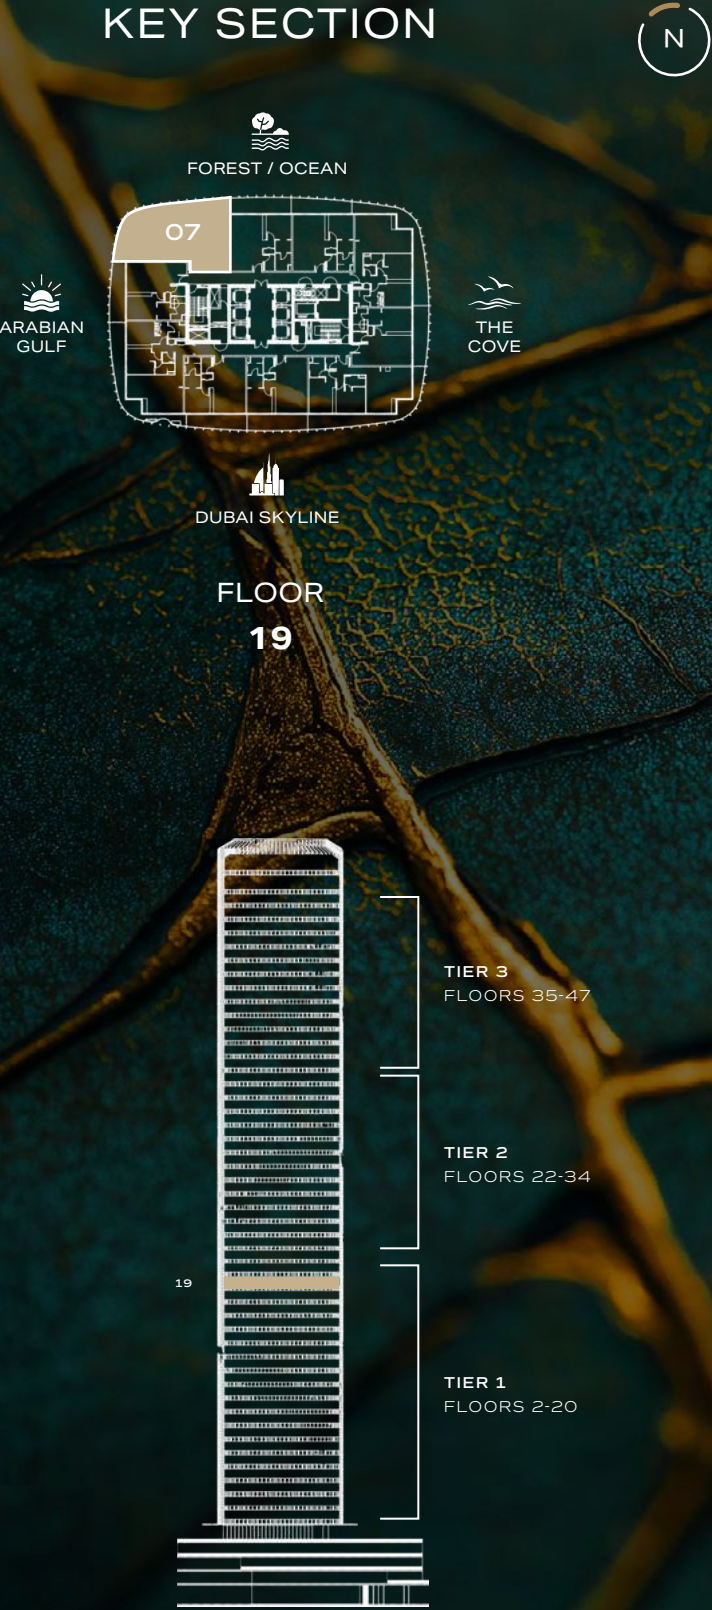 KEY SECTION
N
FOREST / OCEAN
07
ARABIAN
GULF
THE
COVE
DUBAI SKYLINE
FLOOR
19
TIER 3
FLOORS 35-47
TIER 2
FLOORS 22-34
19
TIER 1
FLOORS 2-20